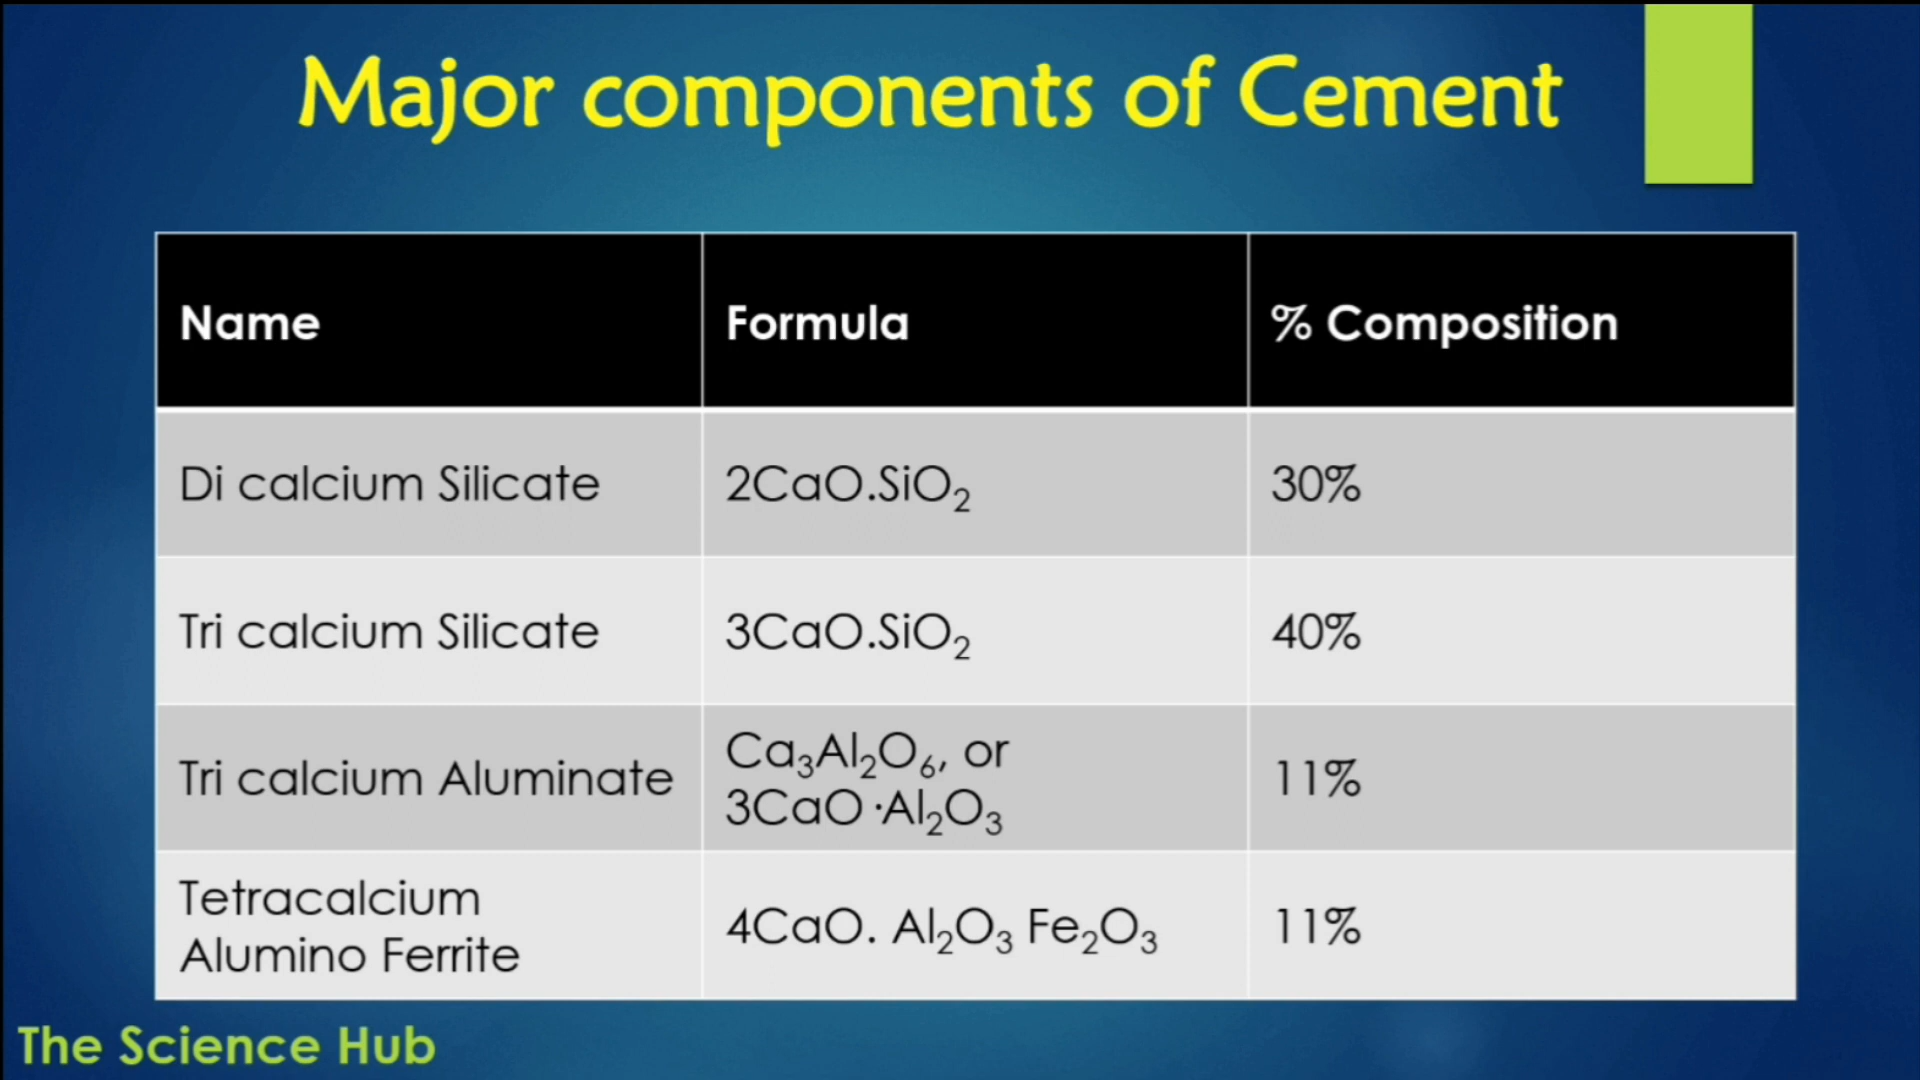 Major components of Cement
Name Formula % Composition
Di calcium Silicate 2CaO.SiO₂ 30%
Tri calcium Silicate 3CaO.SiO₂ 40%
Tri calcium Aluminate Ca₃Al₂O₆, or
3CaO·Al₂O₃ 11%
Tetracalcium
Alumino Ferrite 4CaO. Al₂O₃ Fe₂O₃ 11%
The Science Hub